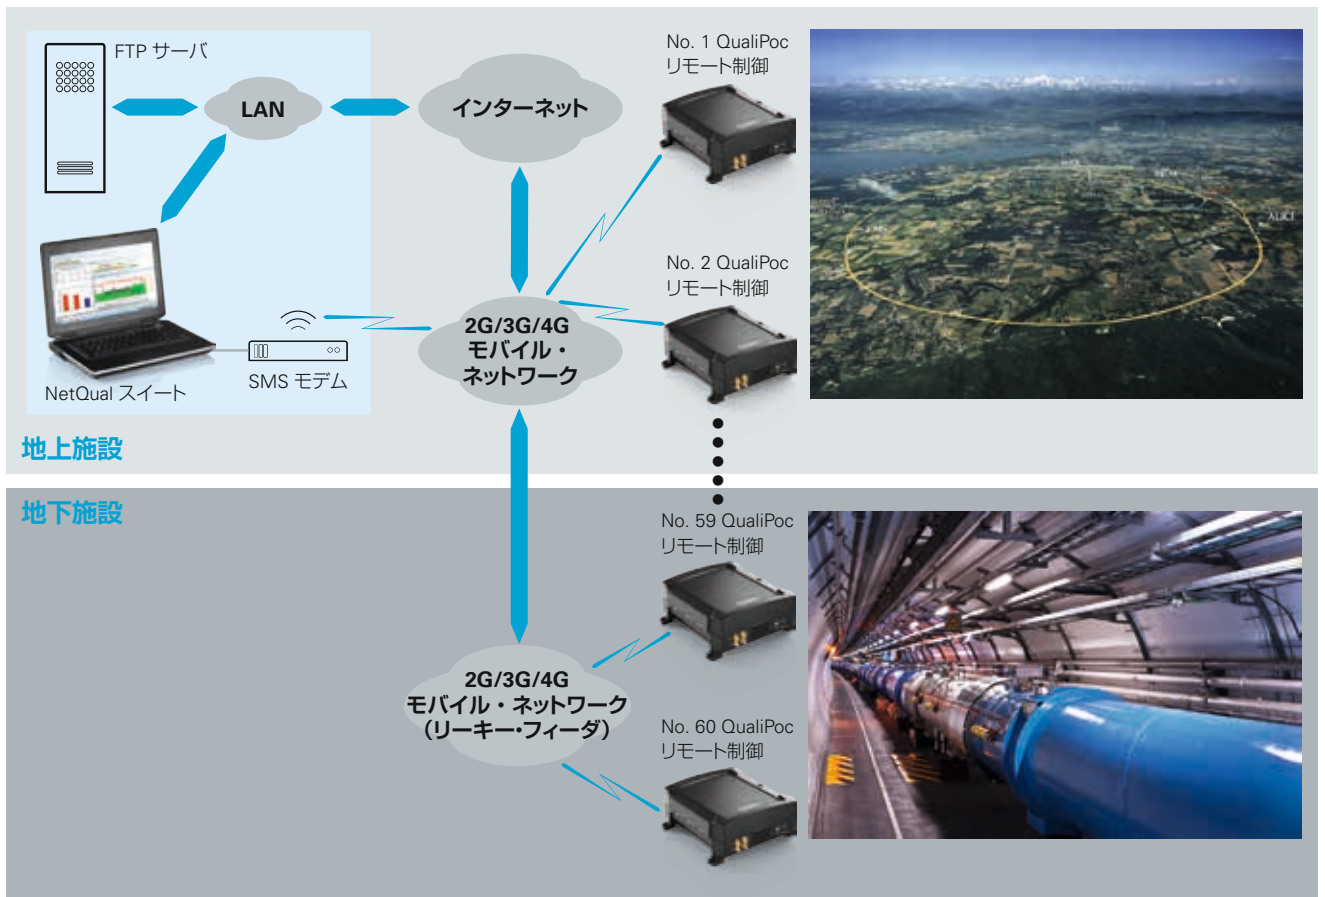 FTP サーバ
LAN
インターネット
No. 1 QualiPoc
リモート制御
No. 2 QualiPoc
リモート制御
2G/3G/4G
モバイル・
ネットワーク
NetQual スイート
SMS モデム
地上施設
ALICE
地下施設
No. 59 QualiPoc
リモート制御
2G/3G/4G
モバイル・ネットワーク
（リーキー・フィーダ）
No. 60 QualiPoc
リモート制御